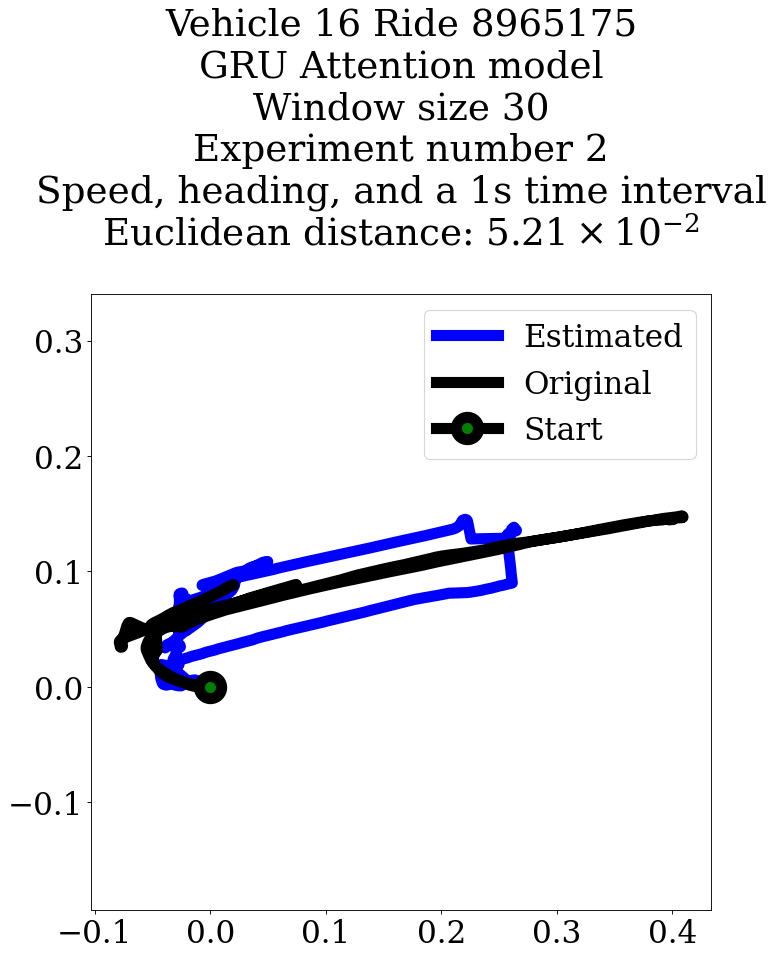 Vehicle 16 Ride 8965175
GRU Attention model
Window size 30
Experiment number 2
Speed, heading, and a 1s time interval
Euclidean distance: 5.21 × 10⁻²
Estimated
Original
Start
0.3
0.2
0.1
0.0
−0.1
−0.1 0.0 0.1 0.2 0.3 0.4